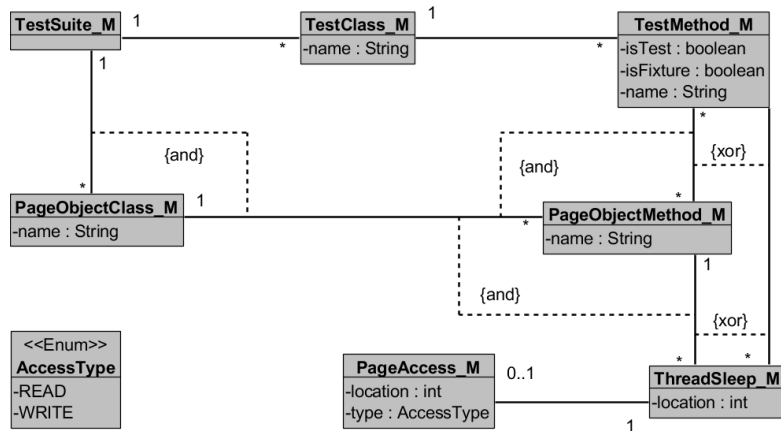 TestSuite_M
1
*
TestClass_M
-name : String
1
*
TestMethod_M
-isTest : boolean
-isFixture : boolean
-name : String
1
*
{and}
{and}
{xor}
*
*
PageObjectClass_M
-name : String
1
*
PageObjectMethod_M
-name : String
1
{and}
{xor}
<<Enum>>
AccessType
-READ
-WRITE
PageAccess_M
-location : int
-type : AccessType
0..1
1
*
*
ThreadSleep_M
-location : int